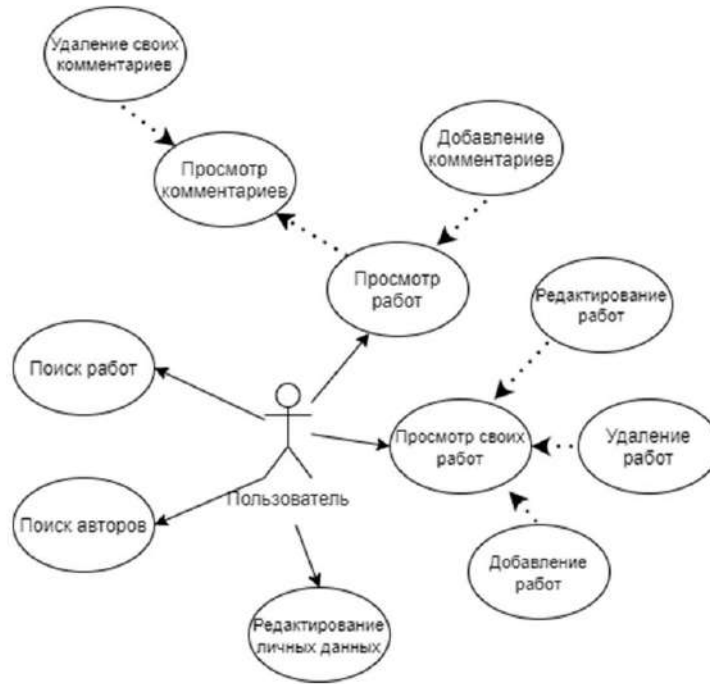 Удаление своих
комментариев
Добавление
комментариев
Просмотр
комментариев
Просмотр
работ
Редактирование
работ
Поиск работ
Просмотр своих
работ
Удаление
работ
Пользователь
Поиск авторов
Добавление
работ
Редактирование
личных данных